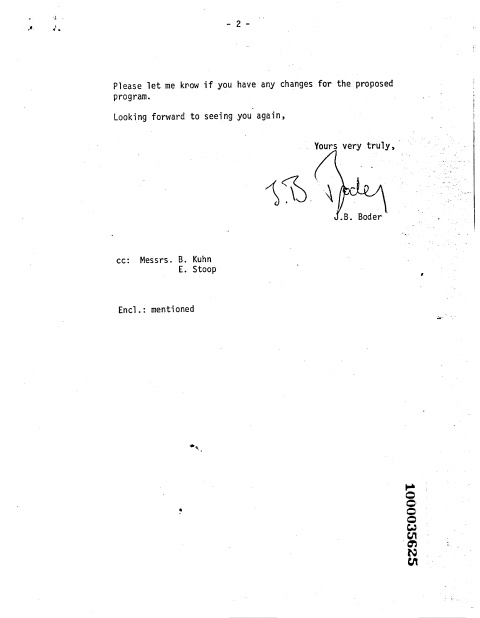 - 2 -
Please let me know if you have any changes for the proposed
program.
Looking forward to seeing you again,
Yours very truly,
J.B. Boder
J.B. Boder
cc: Messrs. B. Kuhn
E. Stoop
Encl.: mentioned
1000035625